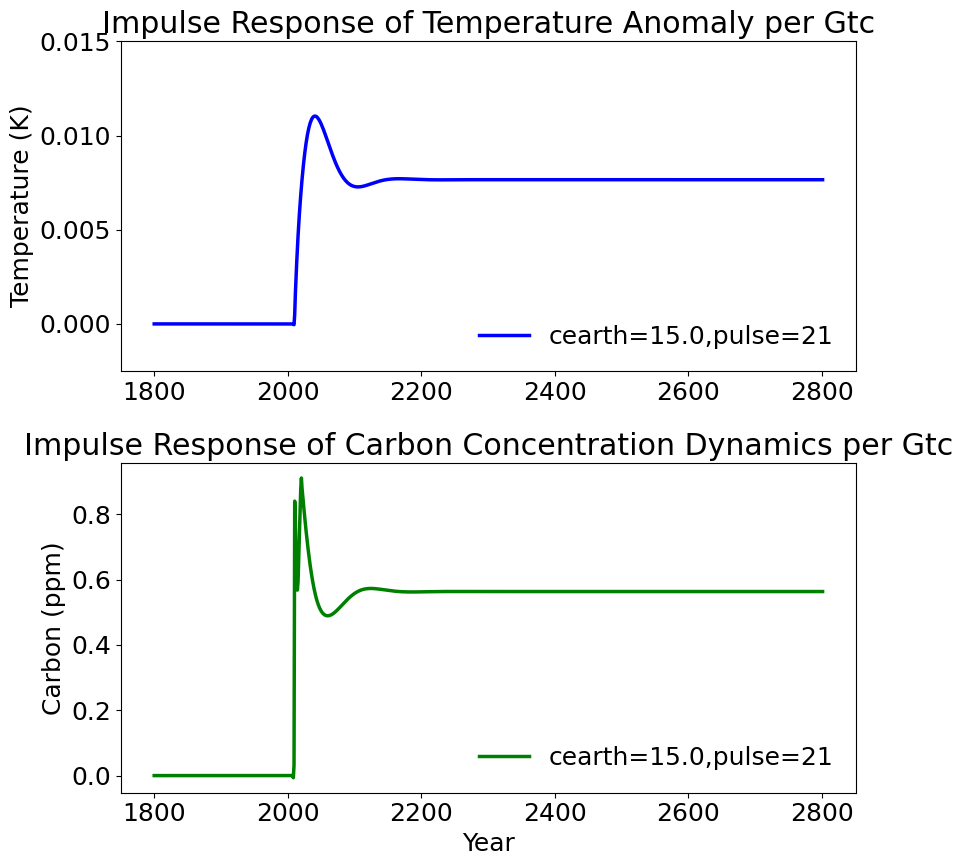 Impulse Response of Temperature Anomaly per Gtc
0.015
0.010
0.005
0.000
Temperature (K)
cearth=15.0,pulse=21
1800 2000 2200 2400 2600 2800
Impulse Response of Carbon Concentration Dynamics per Gtc
0.8
0.6
0.4
0.2
0.0
Carbon (ppm)
cearth=15.0,pulse=21
1800 2000 2200 2400 2600 2800
Year